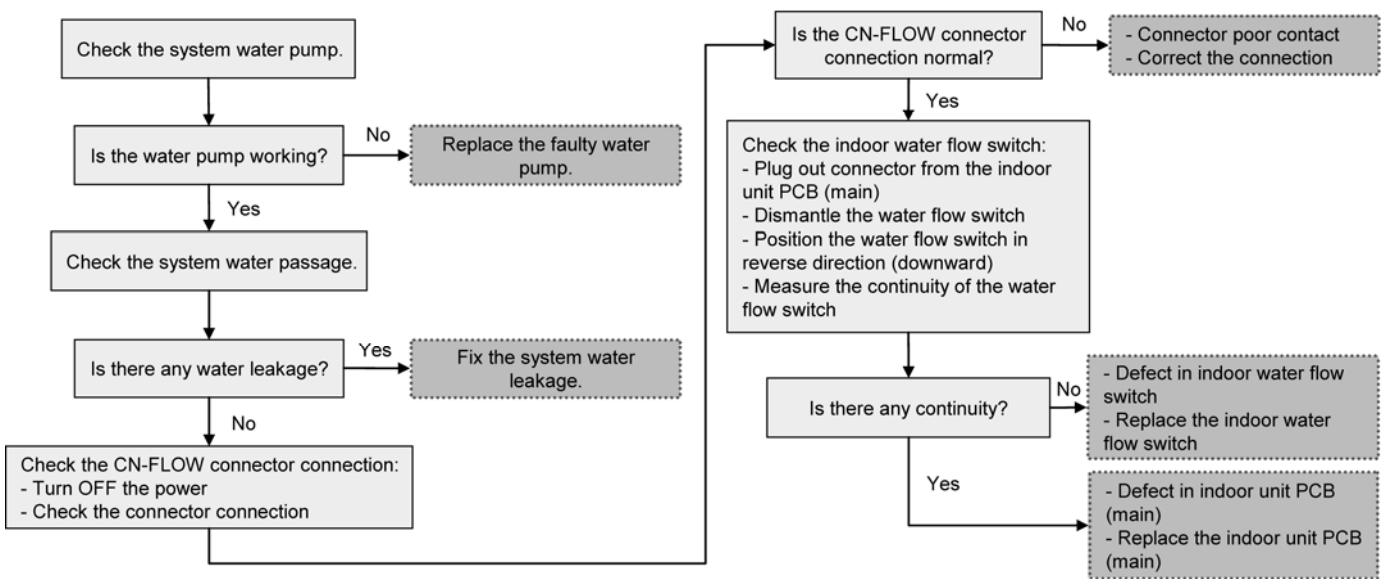 Check the system water pump.
Is the water pump working?
No
Replace the faulty water
pump.
Yes
Check the system water passage.
Is there any water leakage?
Yes
Fix the system water
leakage.
No
Check the CN-FLOW connector connection:
- Turn OFF the power
- Check the connector connection
Is the CN-FLOW connector
connection normal?
No
- Connector poor contact
- Correct the connection
Yes
Check the indoor water flow switch:
- Plug out connector from the indoor
unit PCB (main)
- Dismantle the water flow switch
- Position the water flow switch in
reverse direction (downward)
- Measure the continuity of the water
flow switch
Is there any continuity?
No
- Defect in indoor water flow
switch
- Replace the indoor water
flow switch
Yes
- Defect in indoor unit PCB
(main)
- Replace the indoor unit PCB
(main)